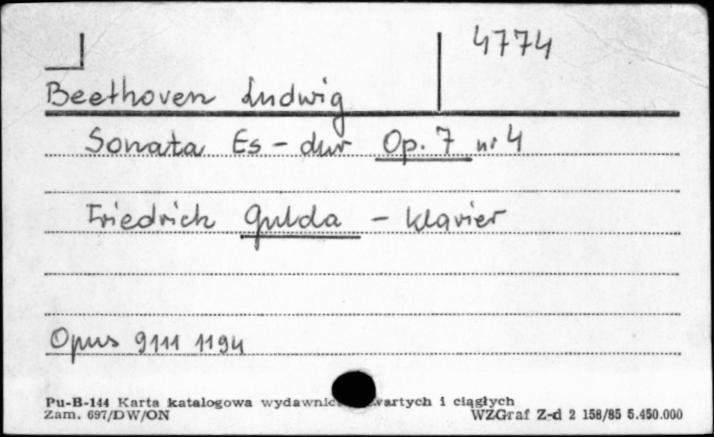 4774
Beethoven Ludwig
Sonata Es-dur Op. 7 nr 4
Friedrich Gulda - Klavier
Opus 9111 1194
Pu-B-144 Karta katalogowa wydawnic wartych i ciągłych
Zam. 697/DW/ON WZGraf Z-d 2 158/85 5.450.000